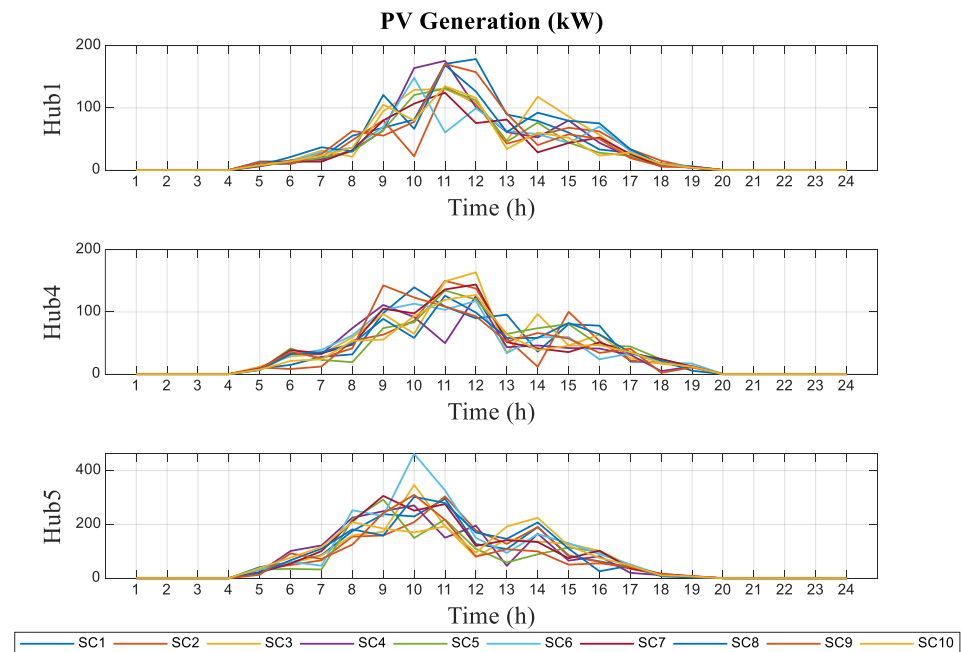 PV Generation (kW)
200
100
0
Hub1
1 2 3 4 5 6 7 8 9 10 11 12 13 14 15 16 17 18 19 20 21 22 23 24
Time (h)
200
100
0
Hub4
1 2 3 4 5 6 7 8 9 10 11 12 13 14 15 16 17 18 19 20 21 22 23 24
Time (h)
400
200
0
Hub5
1 2 3 4 5 6 7 8 9 10 11 12 13 14 15 16 17 18 19 20 21 22 23 24
Time (h)
SC1 SC2 SC3 SC4 SC5 SC6 SC7 SC8 SC9 SC10